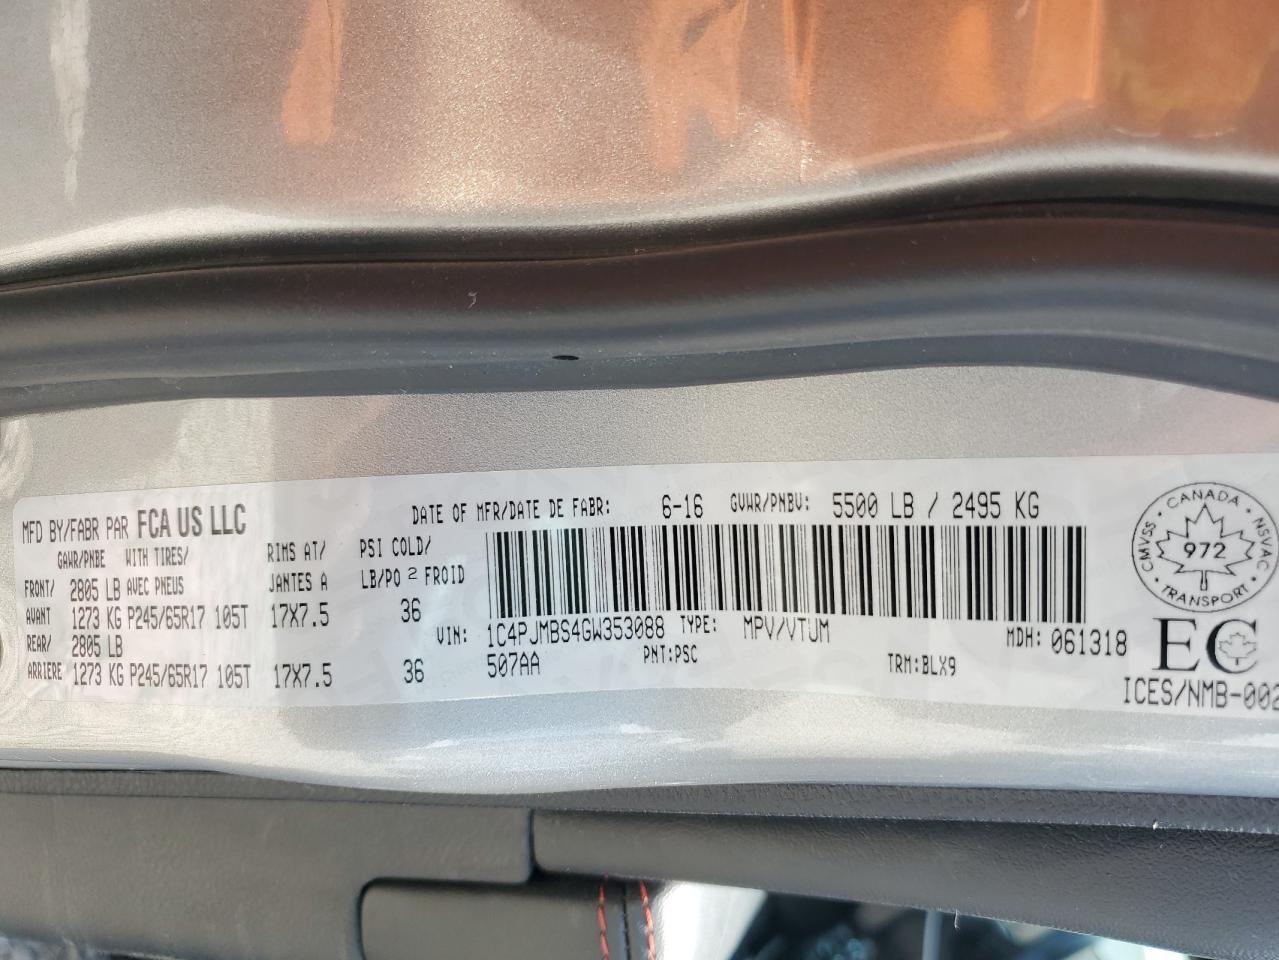 MFD BY/FABR PAR FCA US LLC
DATE OF MFR/DATE DE FABR: 6-16 GVWR/PNBV: 5500 LB / 2495 KG
GAWR/PNBE WITH TIRES/ RIMS AT/ PSI COLD/
FRONT/ 2805 LB AVEC PNEUS JANTES A LB/PO 2 FROID
AVANT 1273 KG P245/65R17 105T 17X7.5 36
REAR/ 2805 LB
VIN: 1C4PJMBS4GW353088 TYPE: MPV/VTUM MDH: 061318
ARRIERE 1273 KG P245/65R17 105T 17X7.5 36 507AA PNT:PSC TRM:BLX9
CANADA
CMVSS NSVAC
972
TRANSPORT
EC
ICES/NMB-002